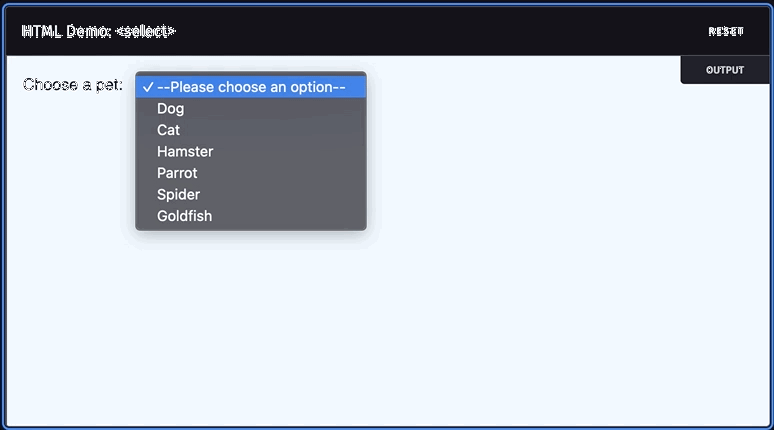 HTML Demo: <select>
RESET
OUTPUT
Choose a pet:
✓ --Please choose an option--
Dog
Cat
Hamster
Parrot
Spider
Goldfish